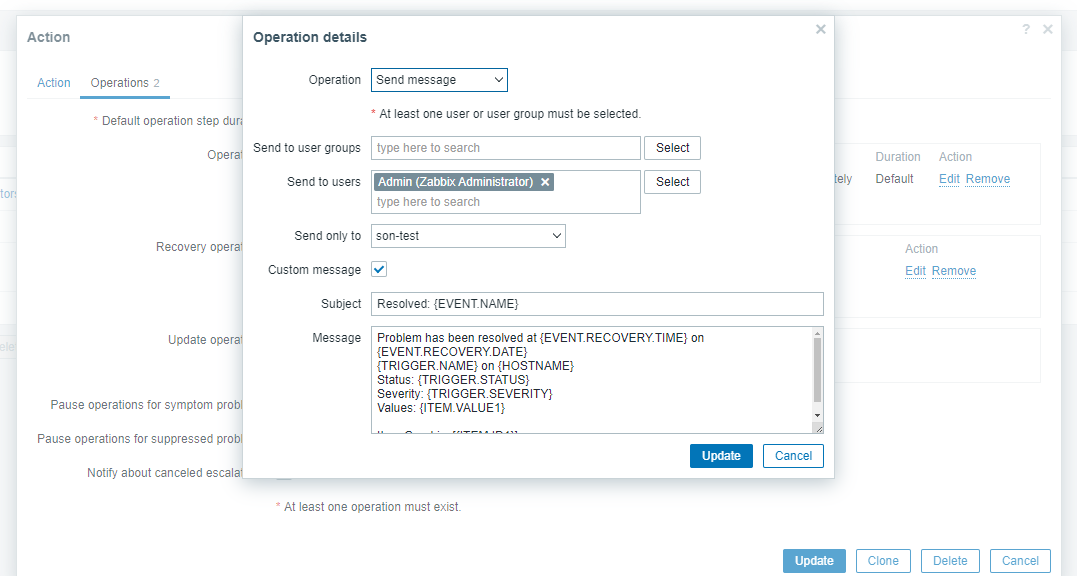 Action
? ×
Action Operations 2
* Default operation step dura
Operat
Duration Action
tely Default Edit Remove
Recovery operat
Action
Edit Remove
Update operat
Pause operations for symptom probl
Pause operations for suppressed probl
Notify about canceled escalat
* At least one operation must exist.
Update Clone Delete Cancel
Operation details ×
Operation Send message
* At least one user or user group must be selected.
Send to user groups type here to search Select
Send to users Admin (Zabbix Administrator) × Select
type here to search
Send only to son-test
Custom message
Subject Resolved: {EVENT.NAME}
Message Problem has been resolved at {EVENT.RECOVERY.TIME} on
{EVENT.RECOVERY.DATE}
{TRIGGER.NAME} on {HOSTNAME}
Status: {TRIGGER.STATUS}
Severity: {TRIGGER.SEVERITY}
Values: {ITEM.VALUE1}
Update Cancel